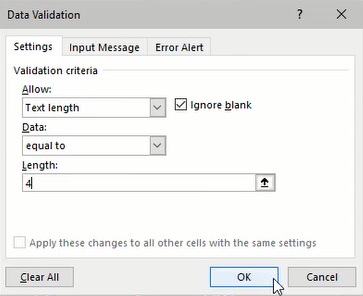 Data Validation
Settings Input Message Error Alert
Validation criteria
Allow:
Text length Ignore blank
Data:
equal to
Length:
4
Apply these changes to all other cells with the same settings
Clear All OK Cancel